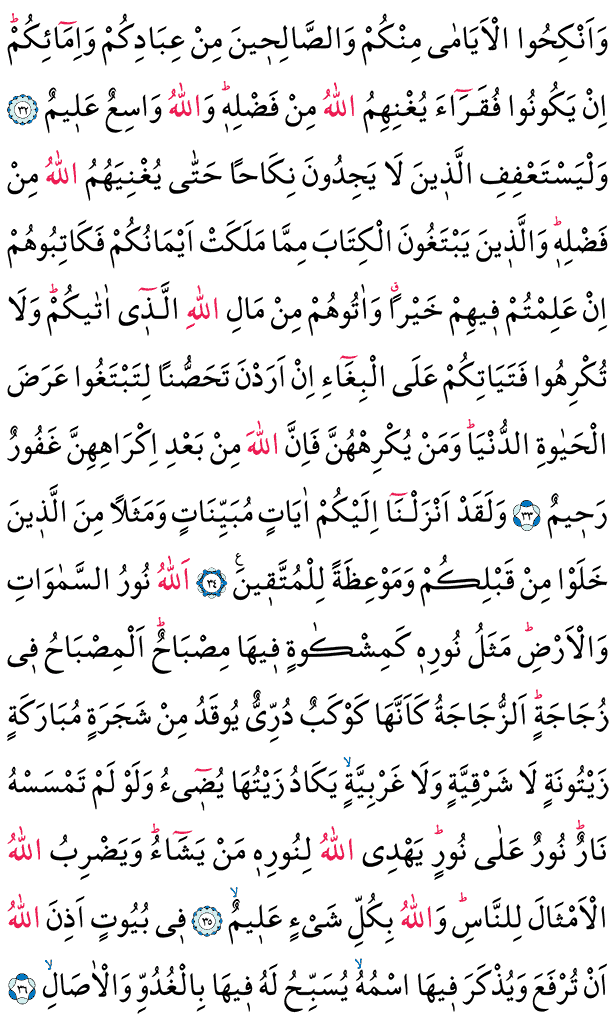 وَاَنْكِحُوا الْاَيَامٰى مِنْكُمْ وَالصَّالِحٖينَ مِنْ عِبَادِكُمْ وَاِمَٓائِكُمْؕ
اِنْ يَكُونُوا فُقَـرَٓاءَ يُغْنِهِمُ اللّٰهُ مِنْ فَضْلِهٖؕ وَاللّٰهُ وَاسِعٌ عَلٖيمٌ ﴿٣٢﴾
وَلْيَسْتَعْفِفِ الَّذٖينَ لَا يَجِدُونَ نِكَاحًا حَتّٰى يُغْنِيَهُمُ اللّٰهُ مِنْ
فَضْلِهٖؕ وَالَّذٖينَ يَبْتَغُونَ الْكِتَابَ مِمَّا مَلَكَتْ اَيْمَانُكُمْ فَكَاتِبُوهُمْ
اِنْ عَلِمْتُمْ فٖيهِمْ خَيْرًاۗ وَاٰتُوهُمْ مِنْ مَالِ اللّٰهِ الَّـذٖٓى اٰتٰيكُمْؕ وَلَا
تُكْرِهُوا فَتَيَاتِكُمْ عَلَى الْبِغَٓاءِ اِنْ اَرَدْنَ تَحَصُّنًا لِتَبْتَغُوا عَرَضَ
الْحَيٰوةِ الدُّنْيَاؕ وَمَنْ يُكْرِهْهُنَّ فَاِنَّ اللّٰهَ مِنْ بَعْدِ اِكْرَاهِهِنَّ غَفُورٌ
رَحٖيمٌ ﴿٣٣﴾ وَلَقَدْ اَنْزَلْـنَٓا اِلَيْكُمْ اٰيَاتٍ مُبَيِّنَاتٍ وَمَثَلًا مِنَ الَّذٖينَ
خَلَوْا مِنْ قَبْلِكُمْ وَمَوْعِظَةً لِلْمُتَّقٖينَࣖ ﴿٣٤﴾ اَللّٰهُ نُورُ السَّمٰوَاتِ
وَالْاَرْضِؕ مَثَلُ نُورِهٖ كَمِشْكٰوةٍ فٖيهَا مِصْبَاحٌؕ اَلْمِصْبَاحُ فٖى
زُجَاجَةٍؕ اَلزُّجَاجَةُ كَاَنَّهَا كَوْكَبٌ دُرِّىٌّ يُوقَدُ مِنْ شَجَرَةٍ مُبَارَكَةٍ
زَيْتُونَةٍ لَا شَرْقِيَّةٍ وَلَا غَرْبِيَّةٍۙ يَكَادُ زَيْتُهَا يُضٖٓىءُ وَلَوْ لَمْ تَمْسَسْهُ
نَارٌؕ نُورٌ عَلٰى نُورٍؕ يَهْدِى اللّٰهُ لِنُورِهٖ مَنْ يَشَٓاءُؕ وَيَضْرِبُ اللّٰهُ
الْاَمْثَالَ لِلنَّاسِؕ وَاللّٰهُ بِكُلِّ شَىْءٍ عَلٖيمٌۙ ﴿٣٥﴾ فٖى بُيُوتٍ اَذِنَ اللّٰهُ
اَنْ تُرْفَعَ وَيُذْكَرَ فٖيهَا اسْمُهُۙ يُسَبِّحُ لَهُ فٖيهَا بِالْغُدُوِّ وَالْاٰصَالِۙ ﴿٣٦﴾